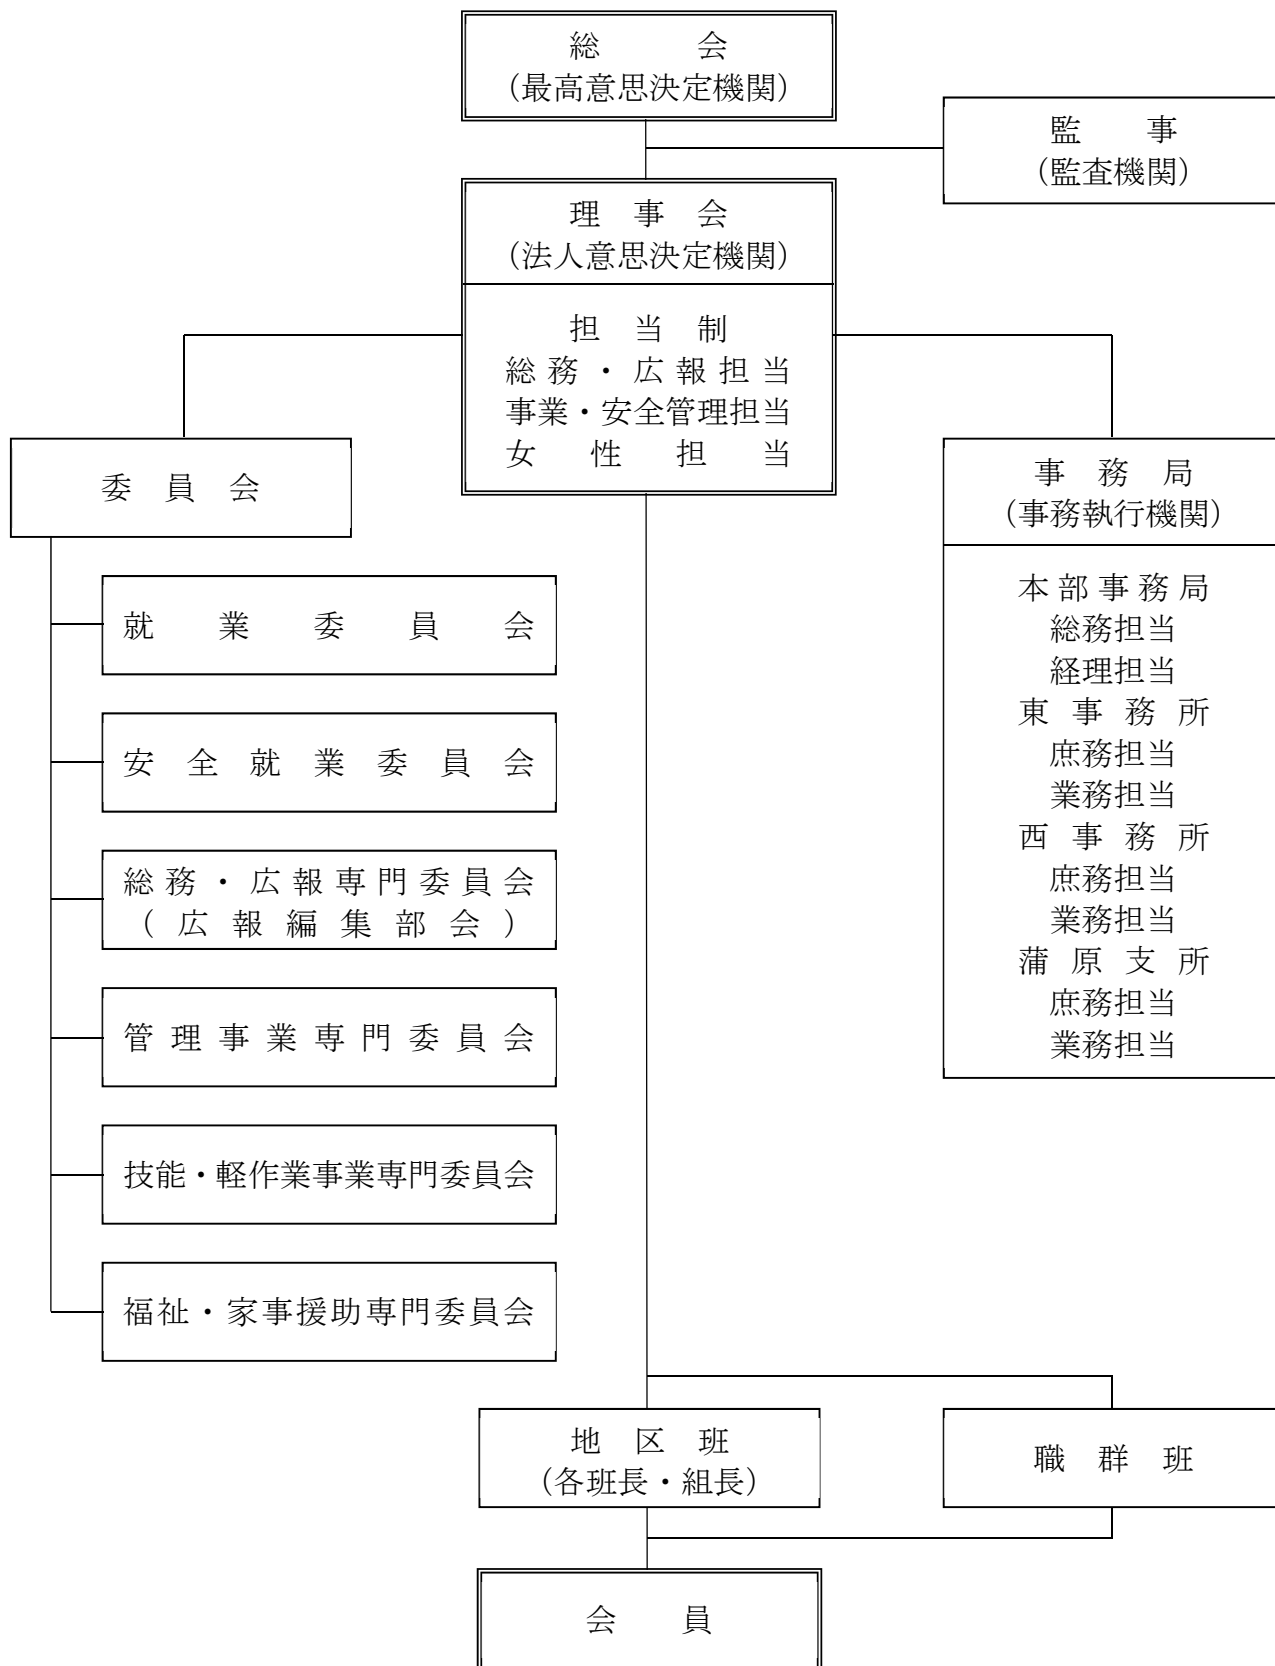 総会
(最高意思決定機関)
監事
(監査機関)
理事会
(法人意思決定機関)
担当制
総務・広報担当
事業・安全管理担当
女性担当
委員会
就業委員会
安全就業委員会
総務・広報専門委員会
(広報編集部会)
管理事業専門委員会
技能・軽作業事業専門委員会
福祉・家事援助専門委員会
事務局
(事務執行機関)
本部事務局
総務担当
経理担当
東事務所
庶務担当
業務担当
西事務所
庶務担当
業務担当
蒲原支所
庶務担当
業務担当
地区班
(各班長・組長)
職群班
会員